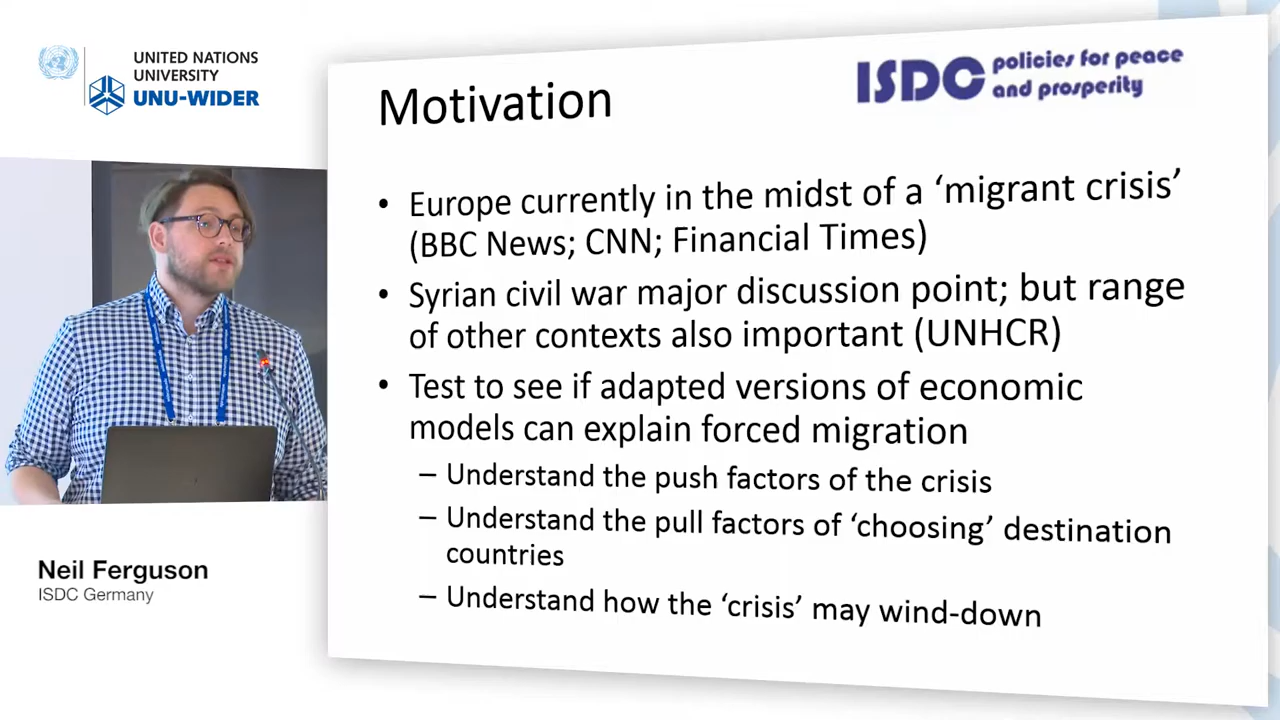 UNITED NATIONS
UNIVERSITY
UNU-WIDER
ISDC policies for peace
and prosperity
Motivation
• Europe currently in the midst of a ‘migrant crisis’
(BBC News; CNN; Financial Times)
• Syrian civil war major discussion point; but range
of other contexts also important (UNHCR)
• Test to see if adapted versions of economic
models can explain forced migration
– Understand the push factors of the crisis
– Understand the pull factors of ‘choosing’ destination
countries
– Understand how the ‘crisis’ may wind-down
Neil Ferguson
ISDC Germany